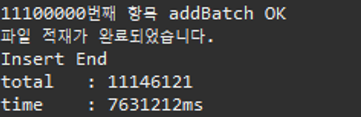 11100000번째 항목 addBatch OK
파일 적재가 완료되었습니다.
Insert End
total   : 11146121
time    : 7631212ms